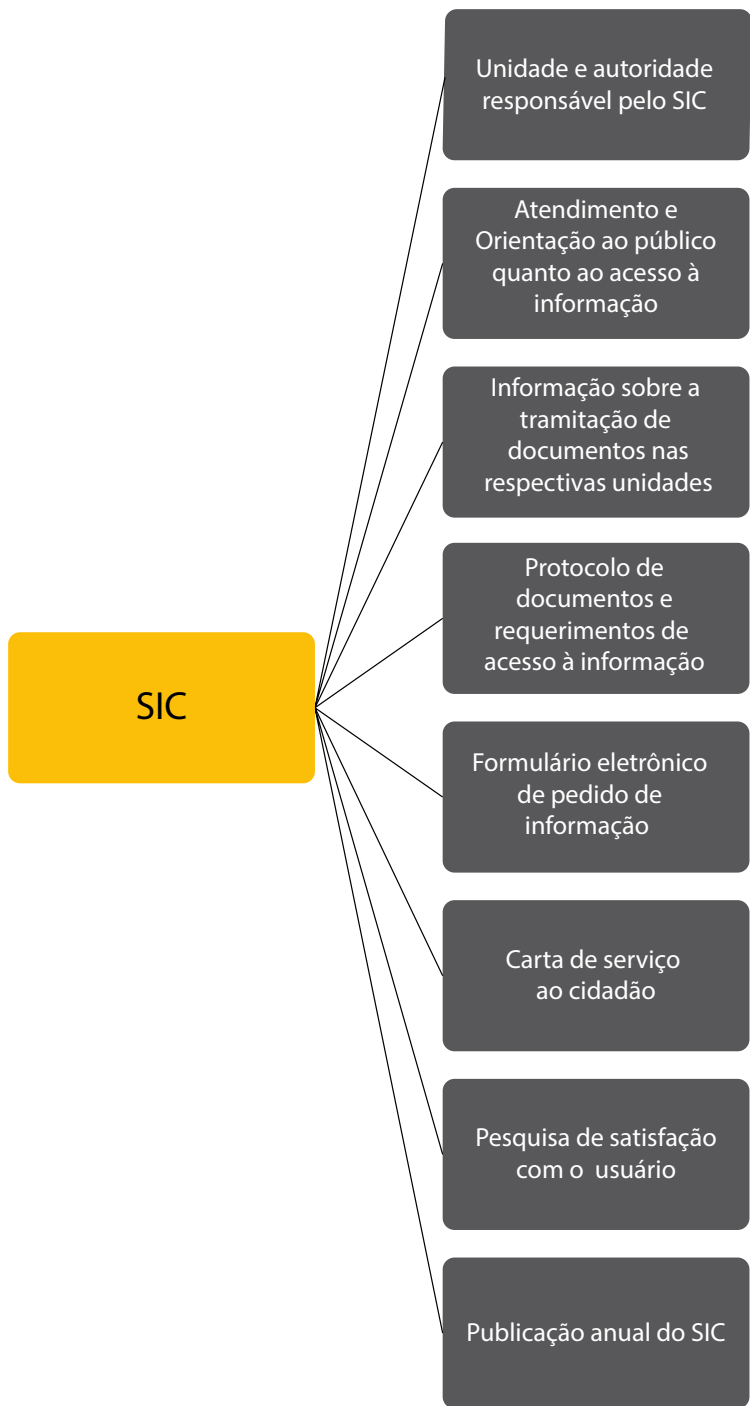 Unidade e autoridade
responsável pelo SIC
Atendimento e
Orientação ao público
quanto ao acesso à
informação
Informação sobre a
tramitação de
documentos nas
respectivas unidades
Protocolo de
documentos e
requerimentos de
acesso à informação
SIC
Formulário eletrônico
de pedido de
informação
Carta de serviço
ao cidadão
Pesquisa de satisfação
com o usuário
Publicação anual do SIC